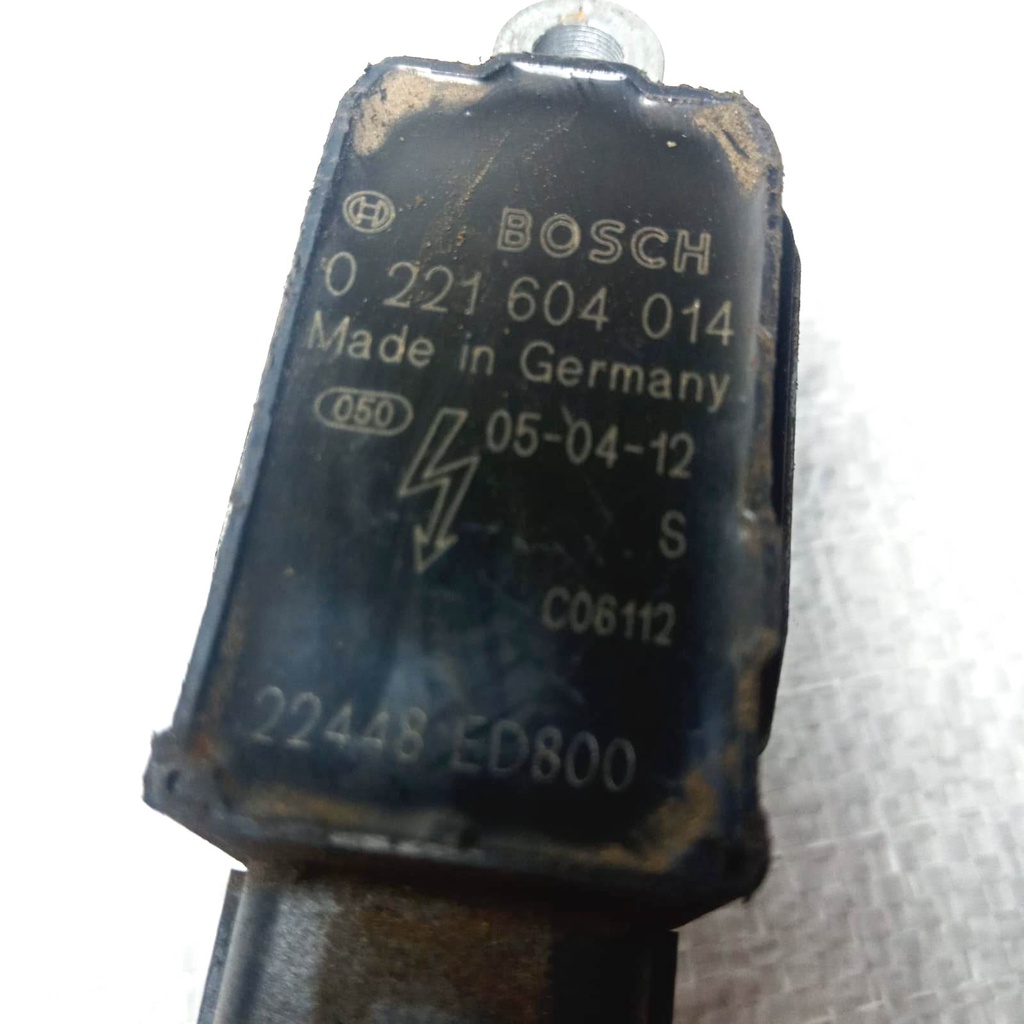 BOSCH
0 221 604 014
Made in Germany
050 05-04-12
S
C06112
22448 ED800